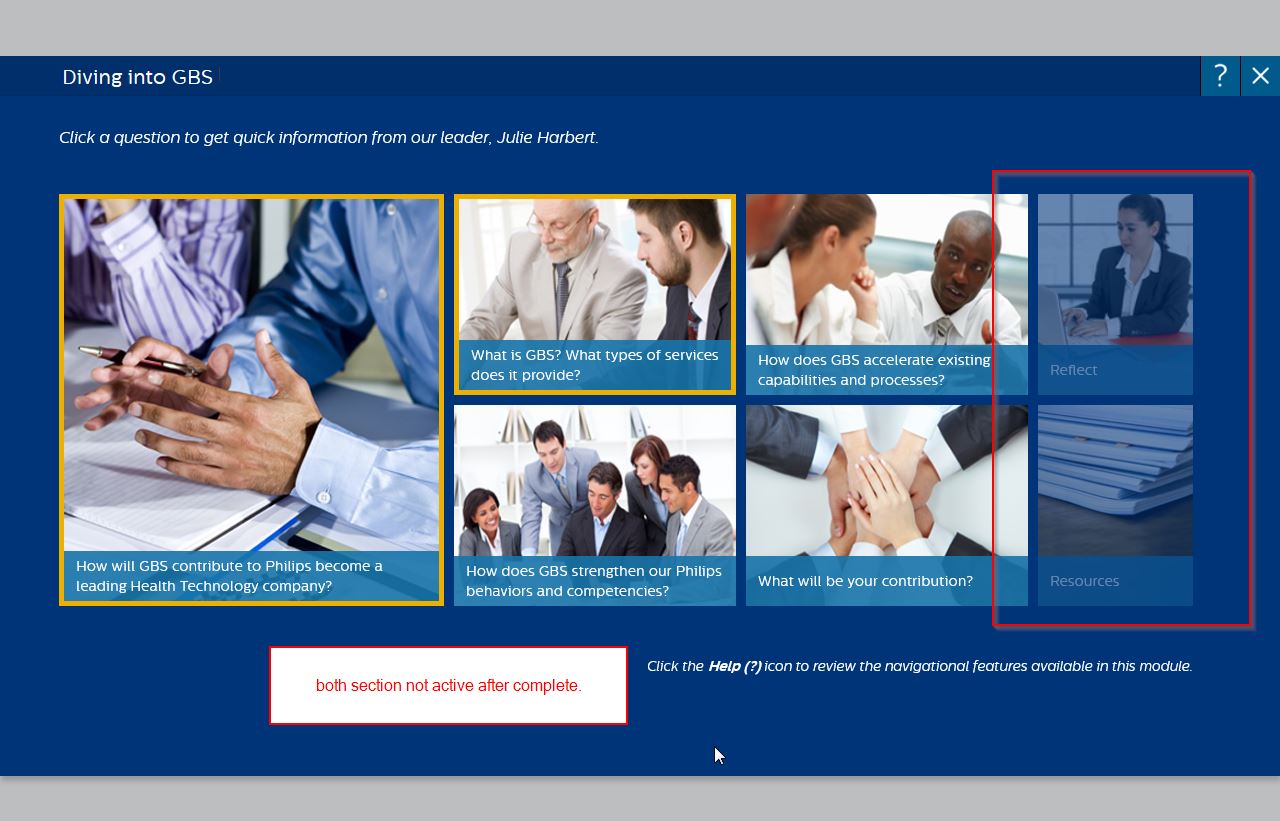 Diving into GBS
?
Click a question to get quick information from our leader, Julie Harbert.
How will GBS contribute to Philips become a
leading Health Technology company?
What is GBS? What types of services
does it provide?
How does GBS accelerate existing
capabilities and processes?
Reflect
How does GBS strengthen our Philips
behaviors and competencies?
What will be your contribution?
Resources
both section not active after complete.
Click the Help (?) icon to review the navigational features available in this module.